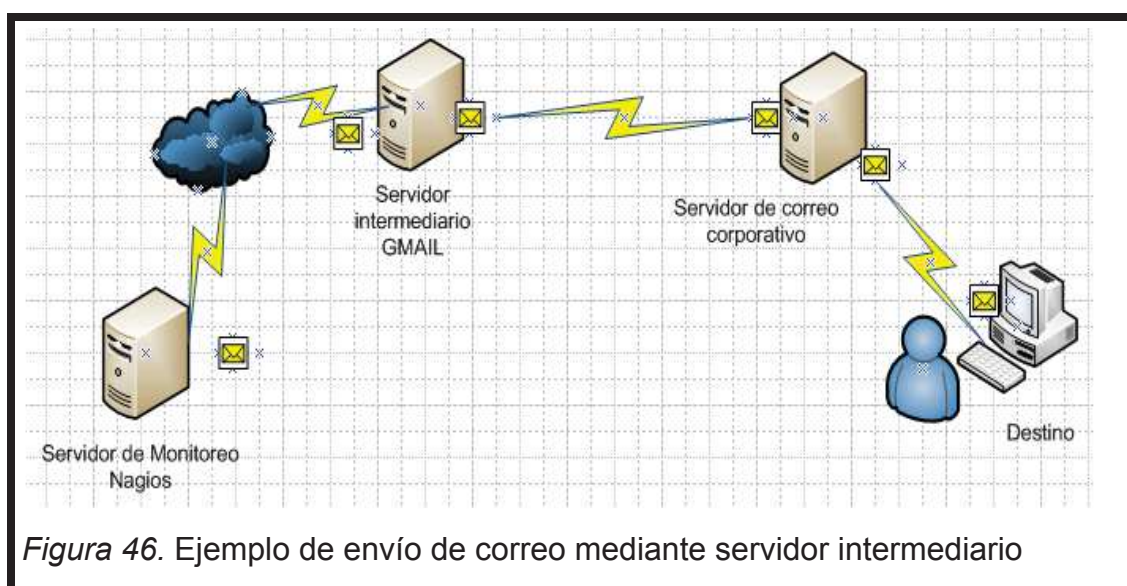 Servidor
intermediario
GMAIL
Servidor de correo
corporativo
Servidor de Monitoreo
Nagios
Destino
Figura 46. Ejemplo de envío de correo mediante servidor intermediario